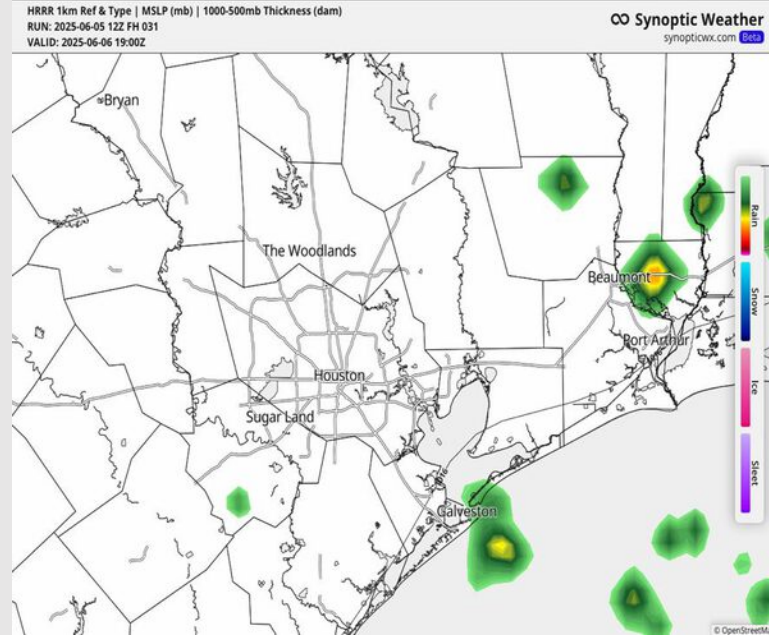 HRRR 1km Ref & Type | MSLP (mb) | 1000-500mb Thickness (dam)
RUN: 2025-06-05 12Z FH 031
VALID: 2025-06-06 19:00Z
Synoptic Weather
synopticwx.com Beta
Bryan
The Woodlands
Beaumont
Port Arthur
Houston
Sugar Land
Galveston
Rain
Snow
Ice
Sleet
© OpenStreetMa